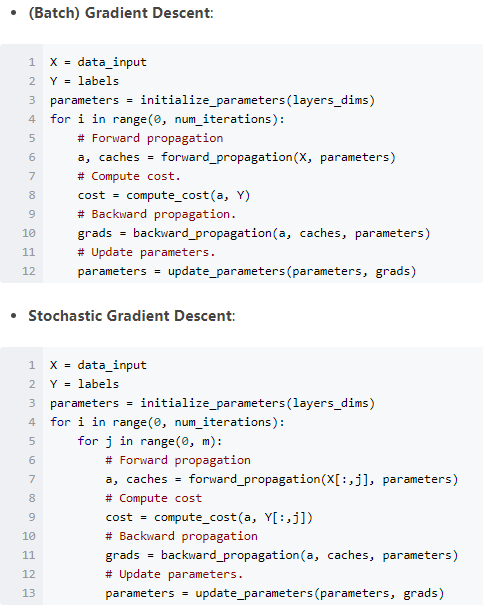 • (Batch) Gradient Descent:
1 X = data_input
2 Y = labels
3 parameters = initialize_parameters(layers_dims)
4 for i in range(0, num_iterations):
5     # Forward propagation
6     a, caches = forward_propagation(X, parameters)
7     # Compute cost.
8     cost = compute_cost(a, Y)
9     # Backward propagation.
10     grads = backward_propagation(a, caches, parameters)
11     # Update parameters.
12     parameters = update_parameters(parameters, grads)
• Stochastic Gradient Descent:
1 X = data_input
2 Y = labels
3 parameters = initialize_parameters(layers_dims)
4 for i in range(0, num_iterations):
5     for j in range(0, m):
6         # Forward propagation
7         a, caches = forward_propagation(X[:,j], parameters)
8         # Compute cost
9         cost = compute_cost(a, Y[:,j])
10         # Backward propagation
11         grads = backward_propagation(a, caches, parameters)
12         # Update parameters.
13         parameters = update_parameters(parameters, grads)